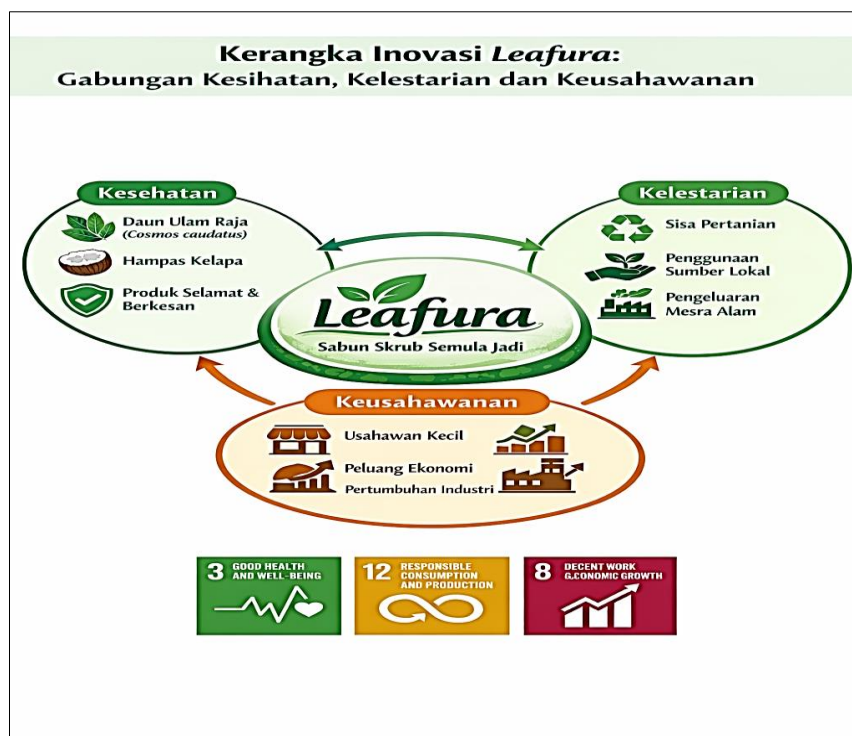 Kerangka Inovasi Leafura:
Gabungan Kesihatan, Kelestarian dan Keusahawanan
Kesehatan
Daun Ulam Raja
(Cosmos caudatus)
Hampas Kelapa
Produk Selamat &
Berkesan
Kelestarian
Sisa Pertanian
Penggunaan
Sumber Lokal
Pengeluaran
Mesra Alam
Leafura
Sabun Skrub Semula Jadi
Keusahawanan
Usahawan Kecil
Peluang Ekonomi
Pertumbuhan Industri
3 GOOD HEALTH
AND WELL-BEING
12 RESPONSIBLE
CONSUMPTION
AND PRODUCTION
8 DECENT WORK
G.CONOMIC GROWTH